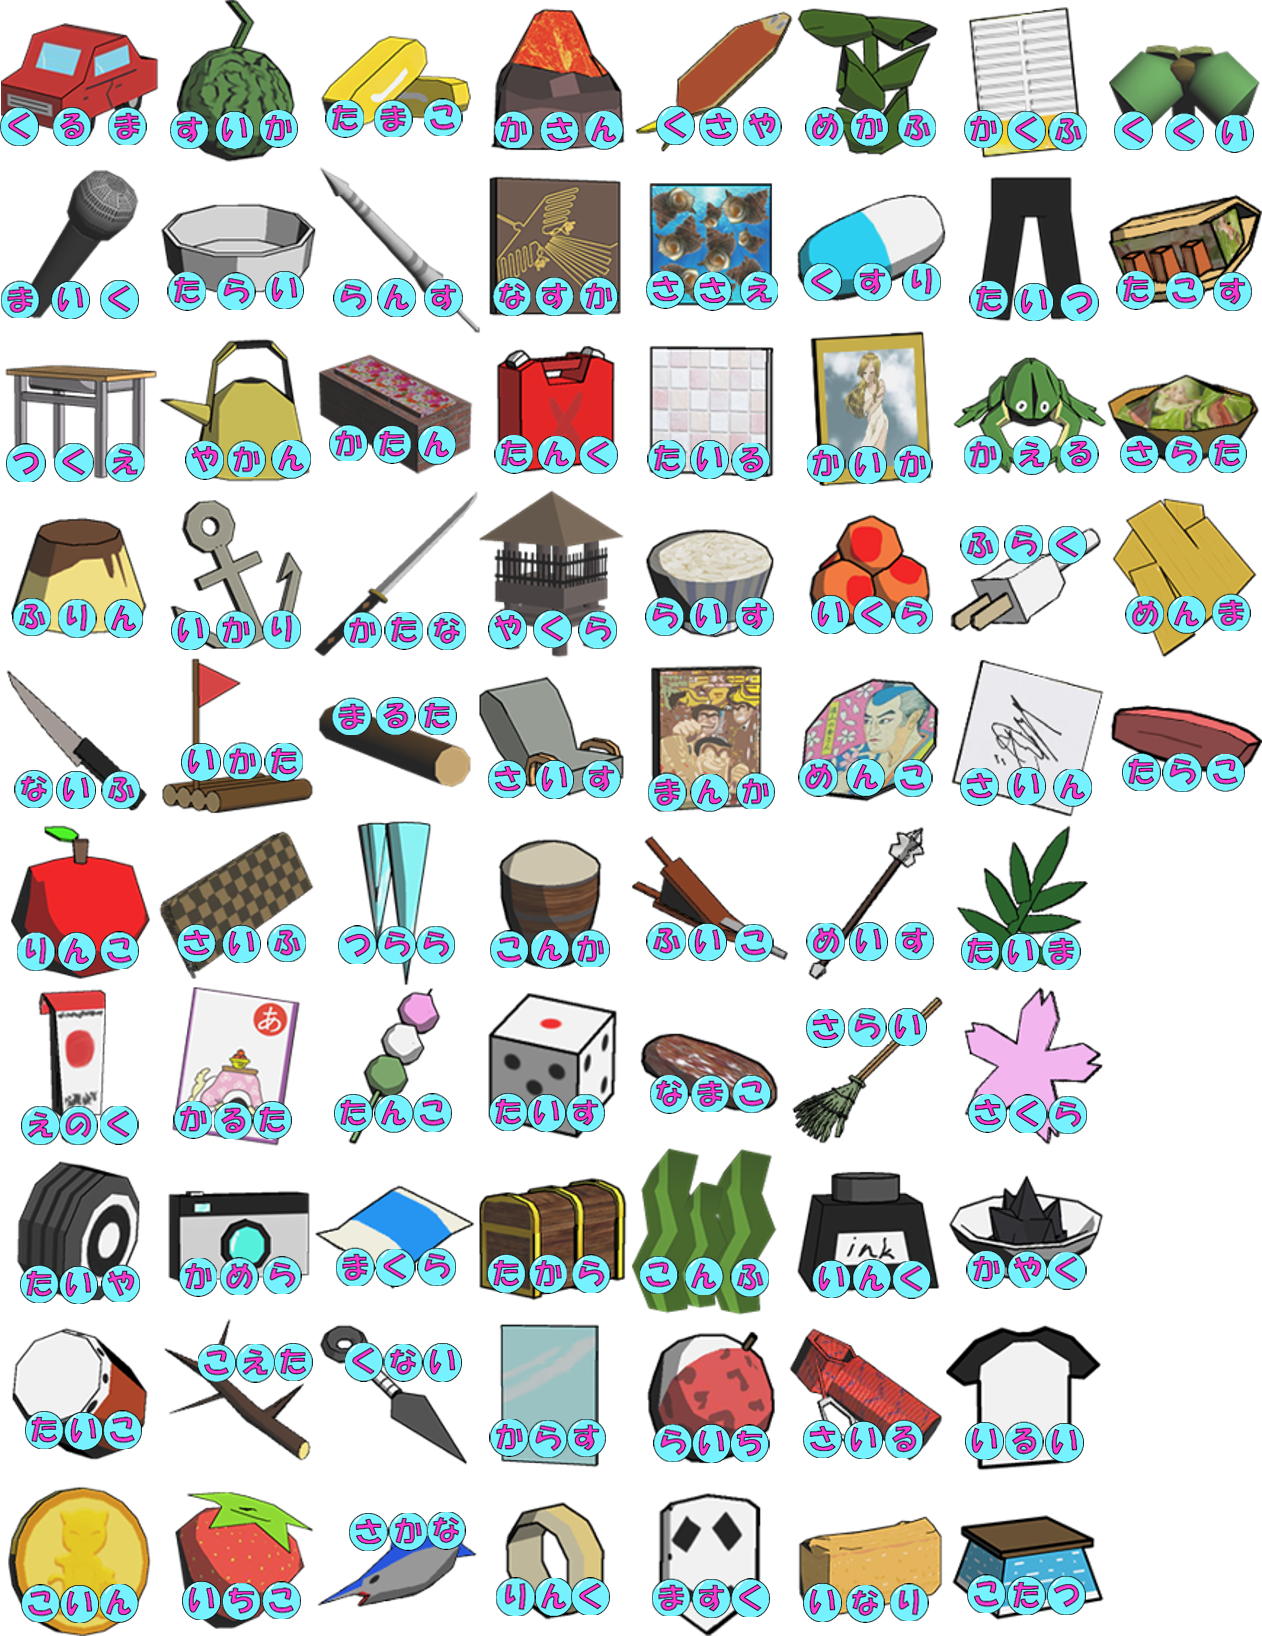 くるま
すいか
たまこ
かさん
くさや
めかふ
かくふ
くくい
まいく
たらい
らんす
なすか
ささえ
くすり
たいつ
たこす
つくえ
やかん
かたん
たんく
たいる
かいか
かえる
さらた
ふりん
いかり
かたな
やくら
らいす
いくら
ふらく
めんま
ないふ
いかた
まるた
さいす
まんか
めんこ
さいん
たらこ
りんこ
さいふ
つらら
こんか
ふいこ
めいす
たいま
えのく
あ
かるた
たんこ
たいす
なまこ
さらい
さくら
たいや
かめら
まくら
たから
こんふ
ink
いんく
かやく
たいこ
こえた
くない
からす
らいち
さいる
いるい
こいん
いちこ
さかな
りんく
ますく
いなり
こたつ